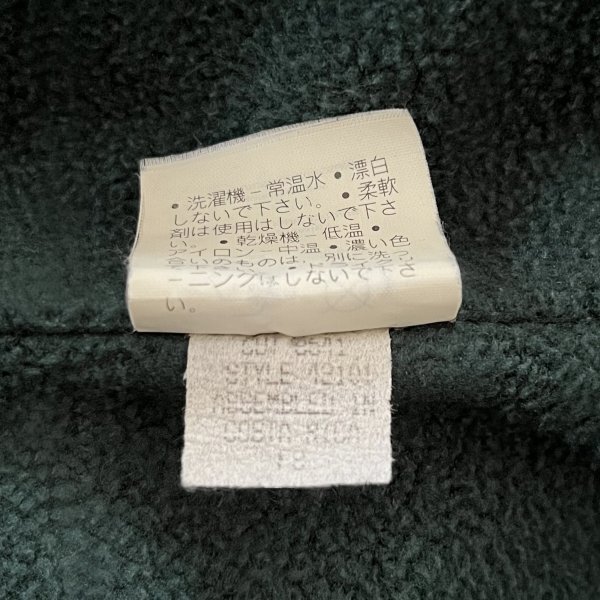 • 洗濯機－常温水 • 漂白
しないで下さい。 • 柔軟
剤は使用はしないで下さ
い。 • 乾燥機－低温 •
アイロン－中温 • 濃い色
合いのものは、別に洗う
ーニングはしないで下さ
い。
STYLE
ASSEMBLED IN
COSTA RICA